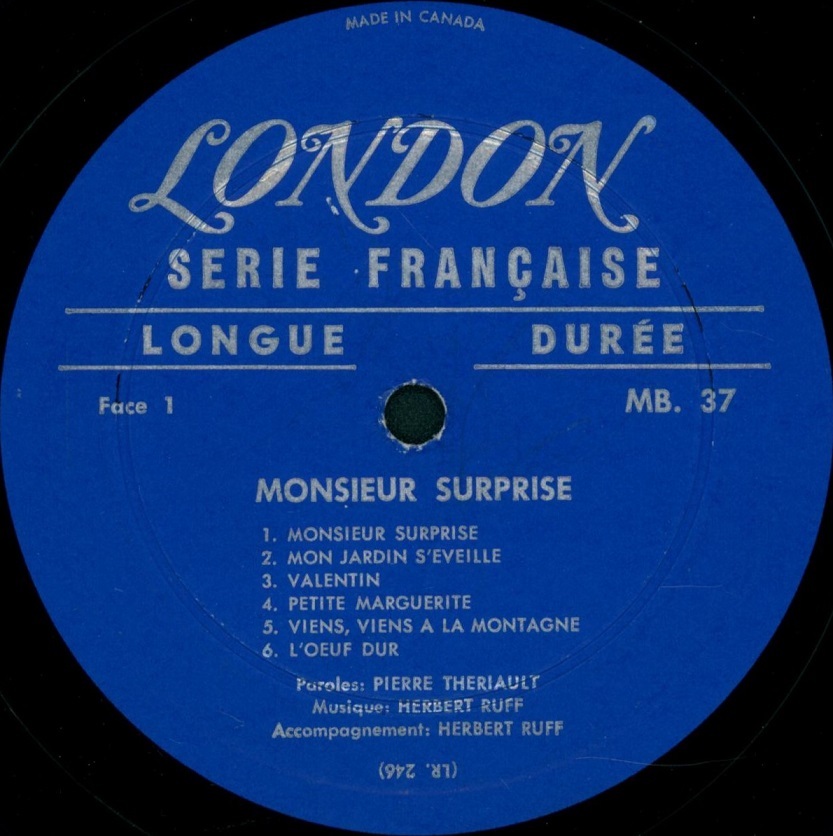 MADE IN CANADA
LONDON
SERIE FRANÇAISE
LONGUE DURÉE
Face 1 MB. 37
MONSIEUR SURPRISE
1. MONSIEUR SURPRISE
2. MON JARDIN S'EVEILLE
3. VALENTIN
4. PETITE MARGUERITE
5. VIENS, VIENS A LA MONTAGNE
6. L'OEUF DUR
Paroles: PIERRE THERIAULT
Musique: HERBERT RUFF
Accompagnement: HERBERT RUFF
(LR. 246)